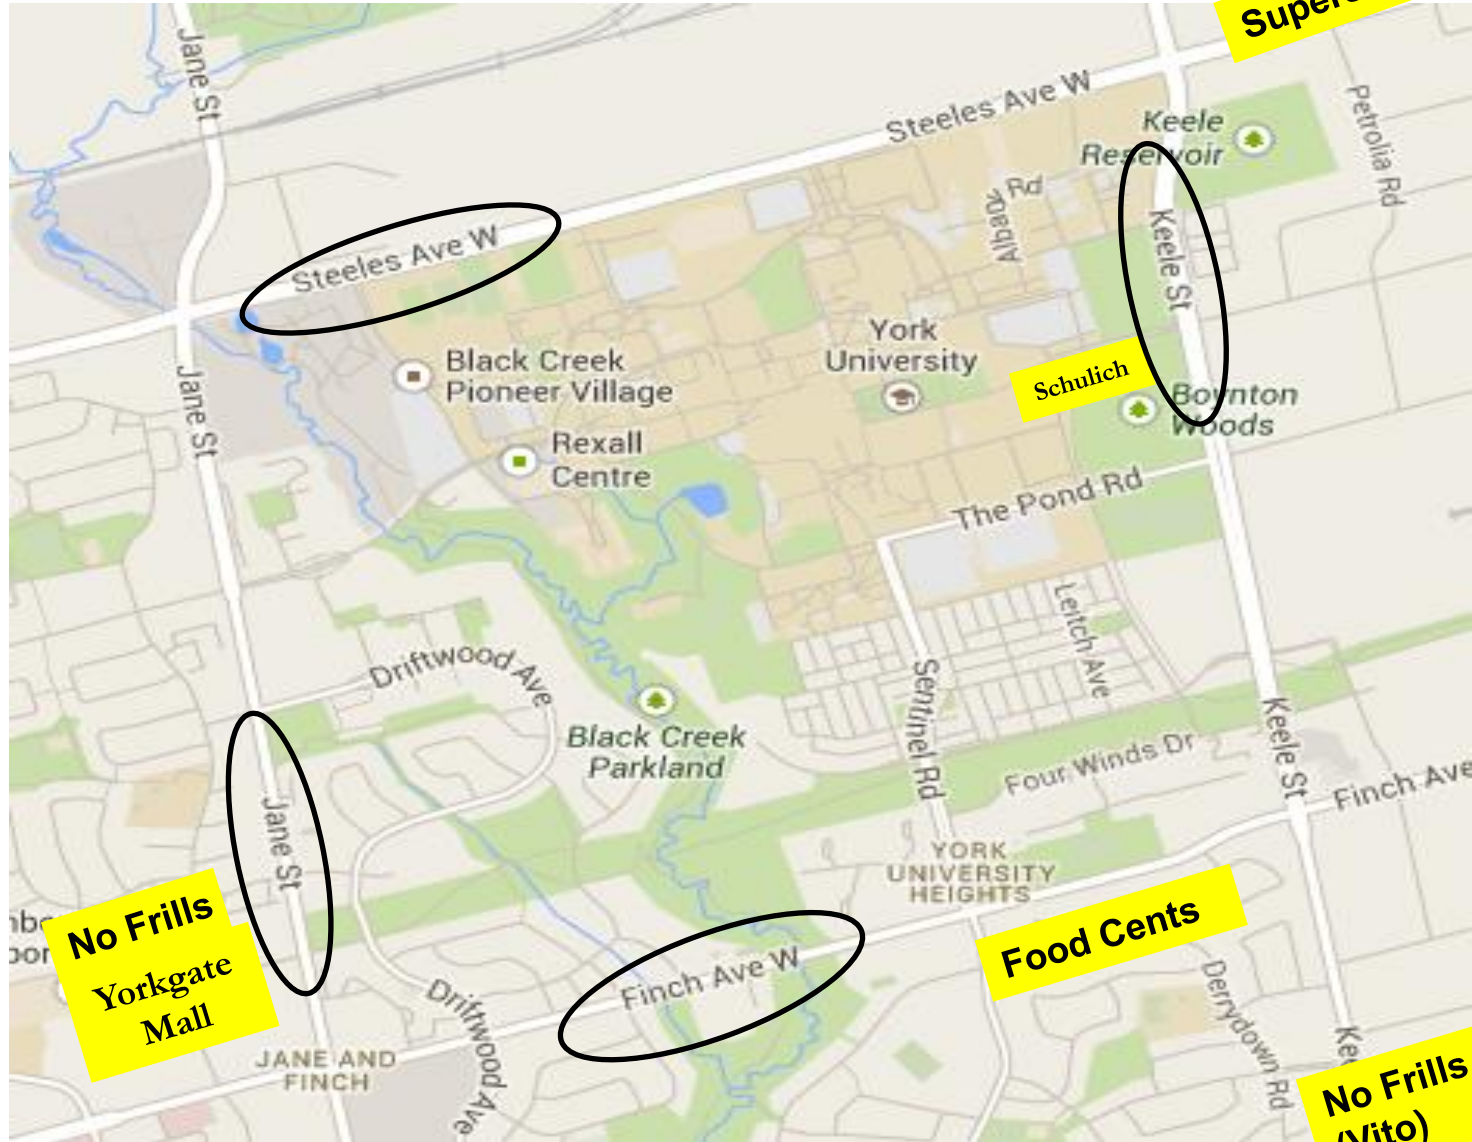 Jane St
Steeles Ave W
Keele
Reservoir
Petrolia Rd
Rd
Albany
Steeles Ave W
Keele St
York
University
Schulich
Boynton
Woods
Black Creek
Pioneer Village
Jane St
Rexall
Centre
The Pond Rd
Leitch Ave
Driftwood Ave
Sentinel Rd
Black Creek
Parkland
Four Winds Dr
Keele St
Finch Ave
Jane St
YORK
UNIVERSITY
HEIGHTS
No Frills
Yorkgate
Mall
Food Cents
Finch Ave W
Driftwood Ave
Derrydown Rd
JANE AND
FINCH
No Frills
(Vito)